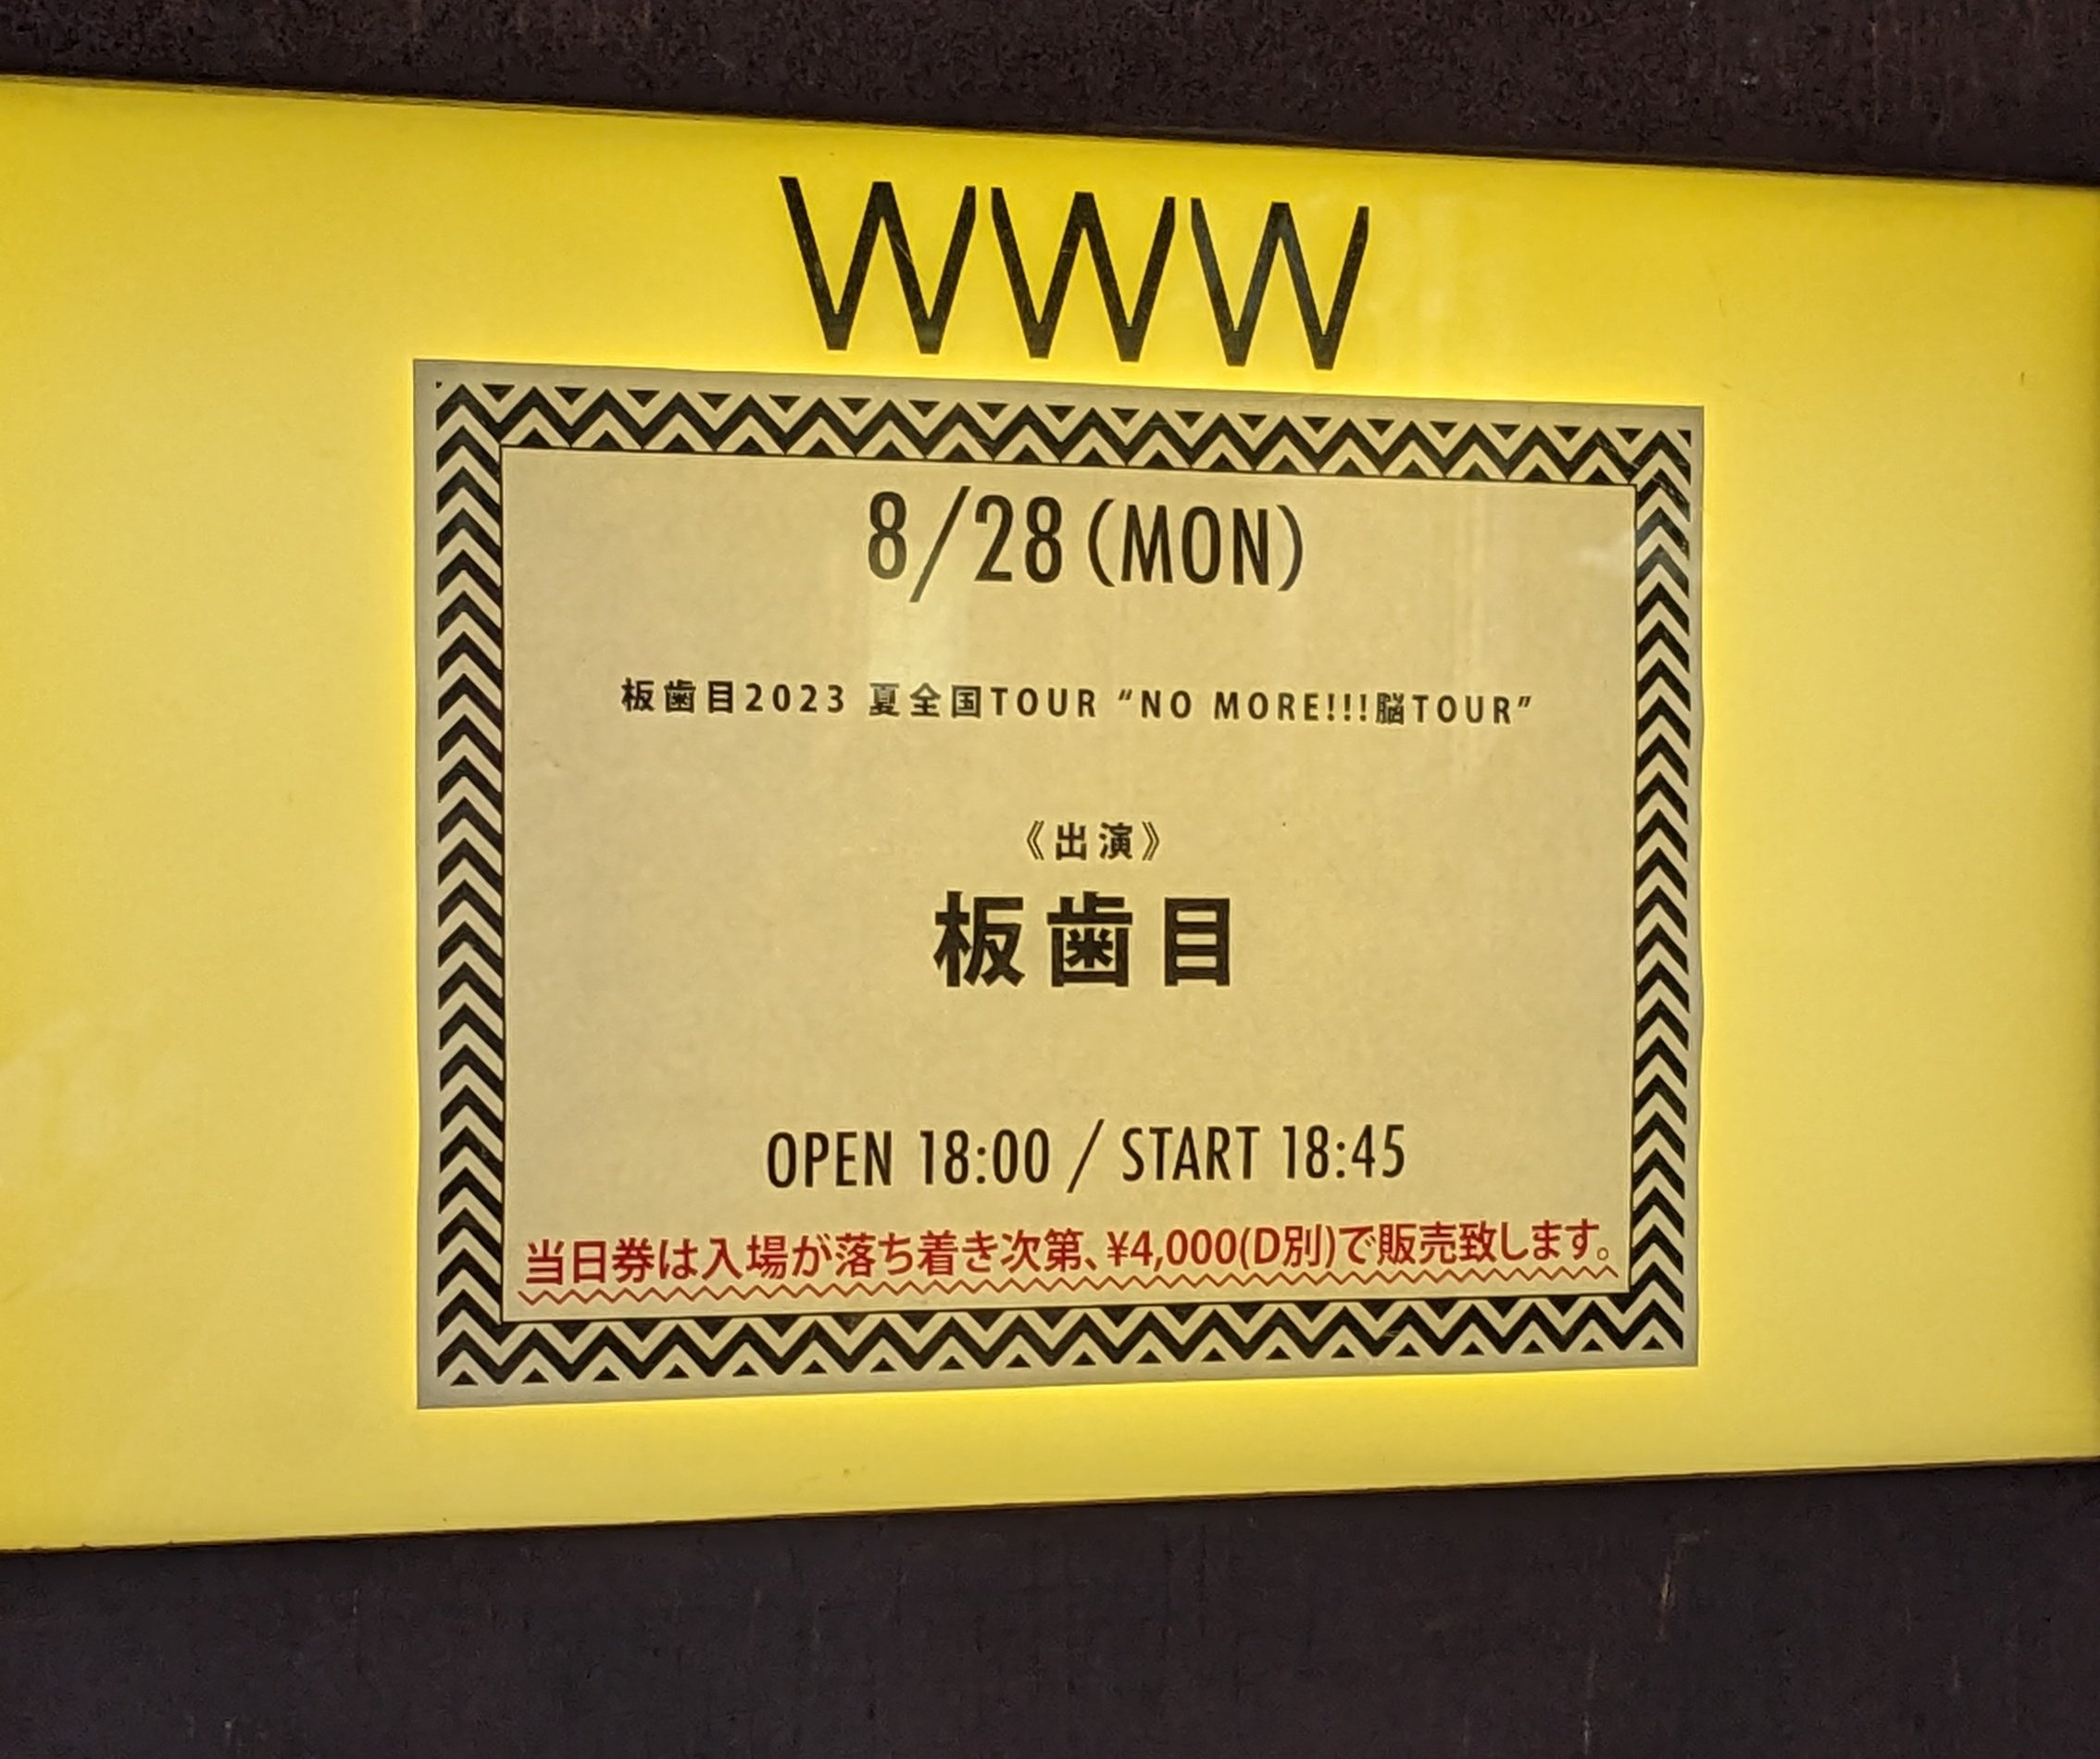 WWW
8/28(MON)
板歯目2023 夏全国TOUR “NO MORE!!!脳TOUR”
《出演》
板歯目
OPEN 18:00 / START 18:45
当日券は入場が落ち着き次第、¥4,000(D別)で販売致します。